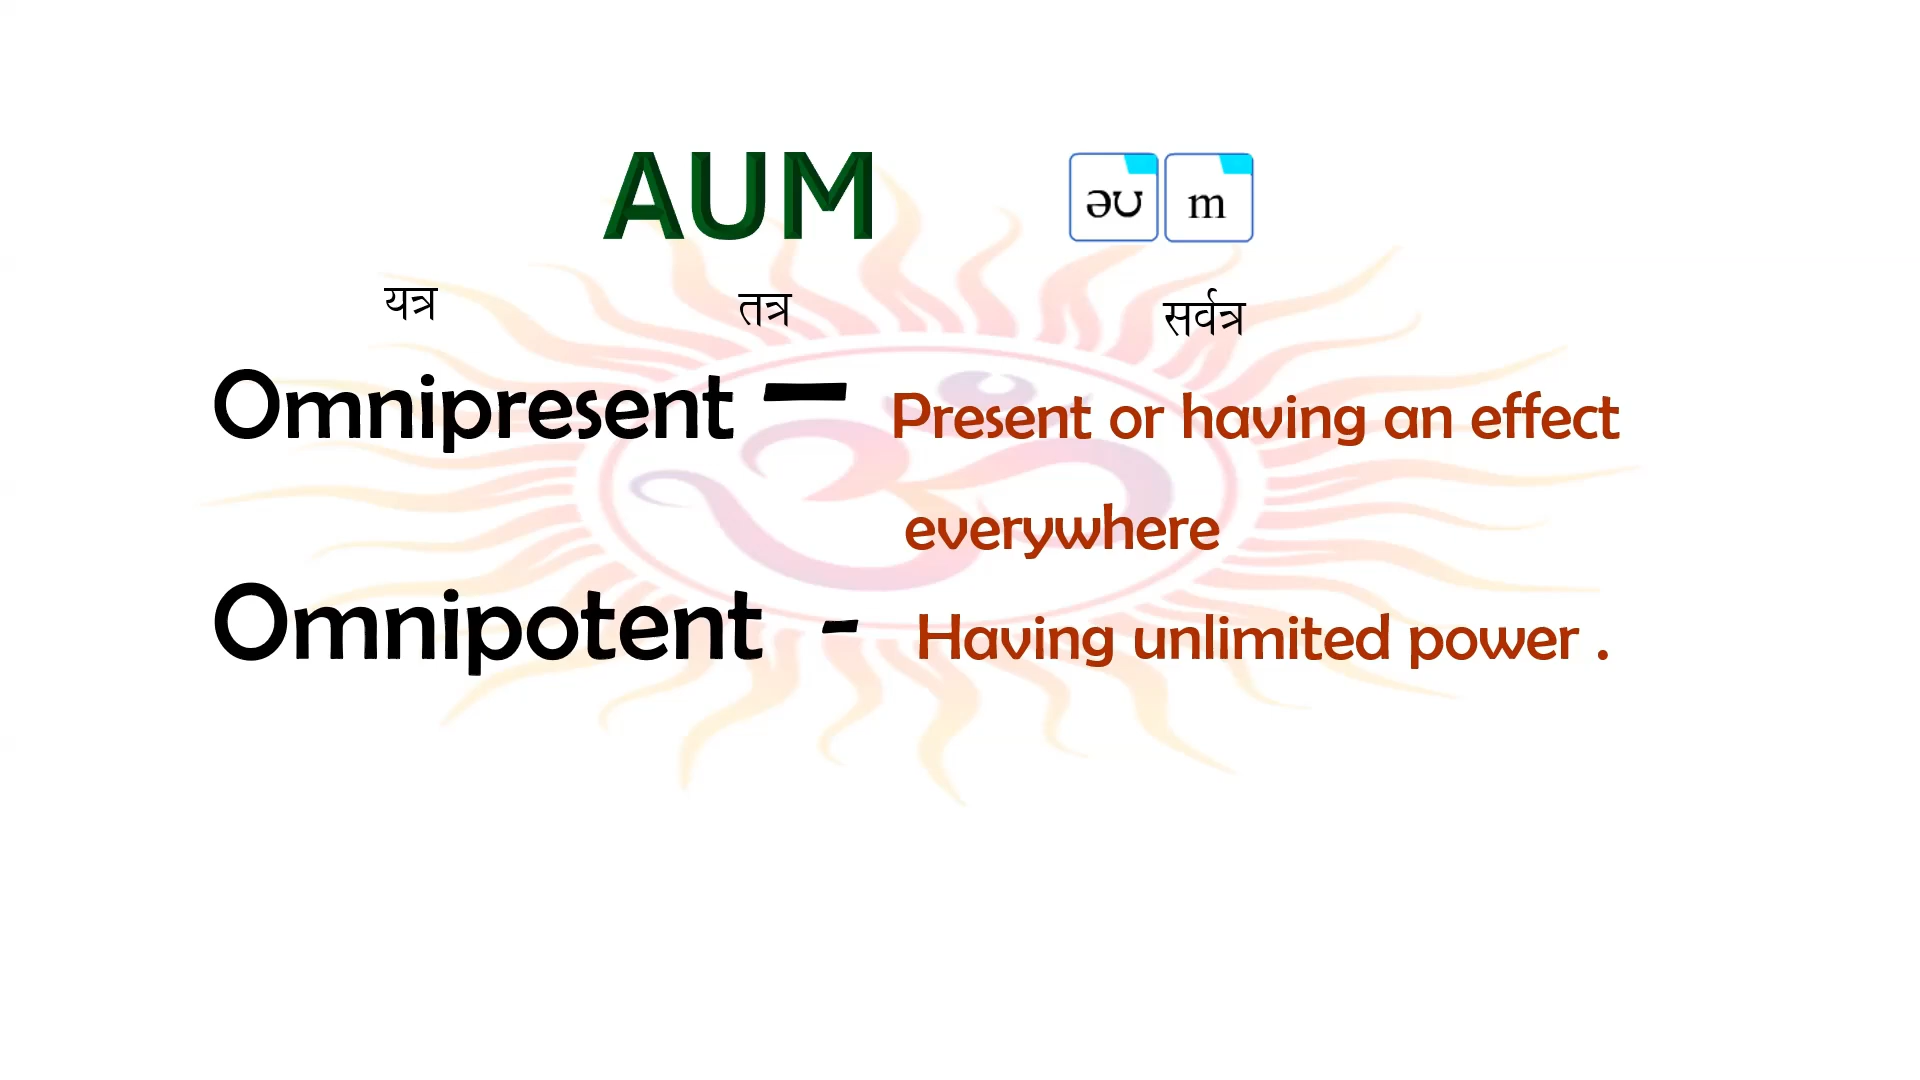 AUM əʊ m
यत्र तत्र सर्वत्र
Omnipresent – Present or having an effect
everywhere
Omnipotent - Having unlimited power .